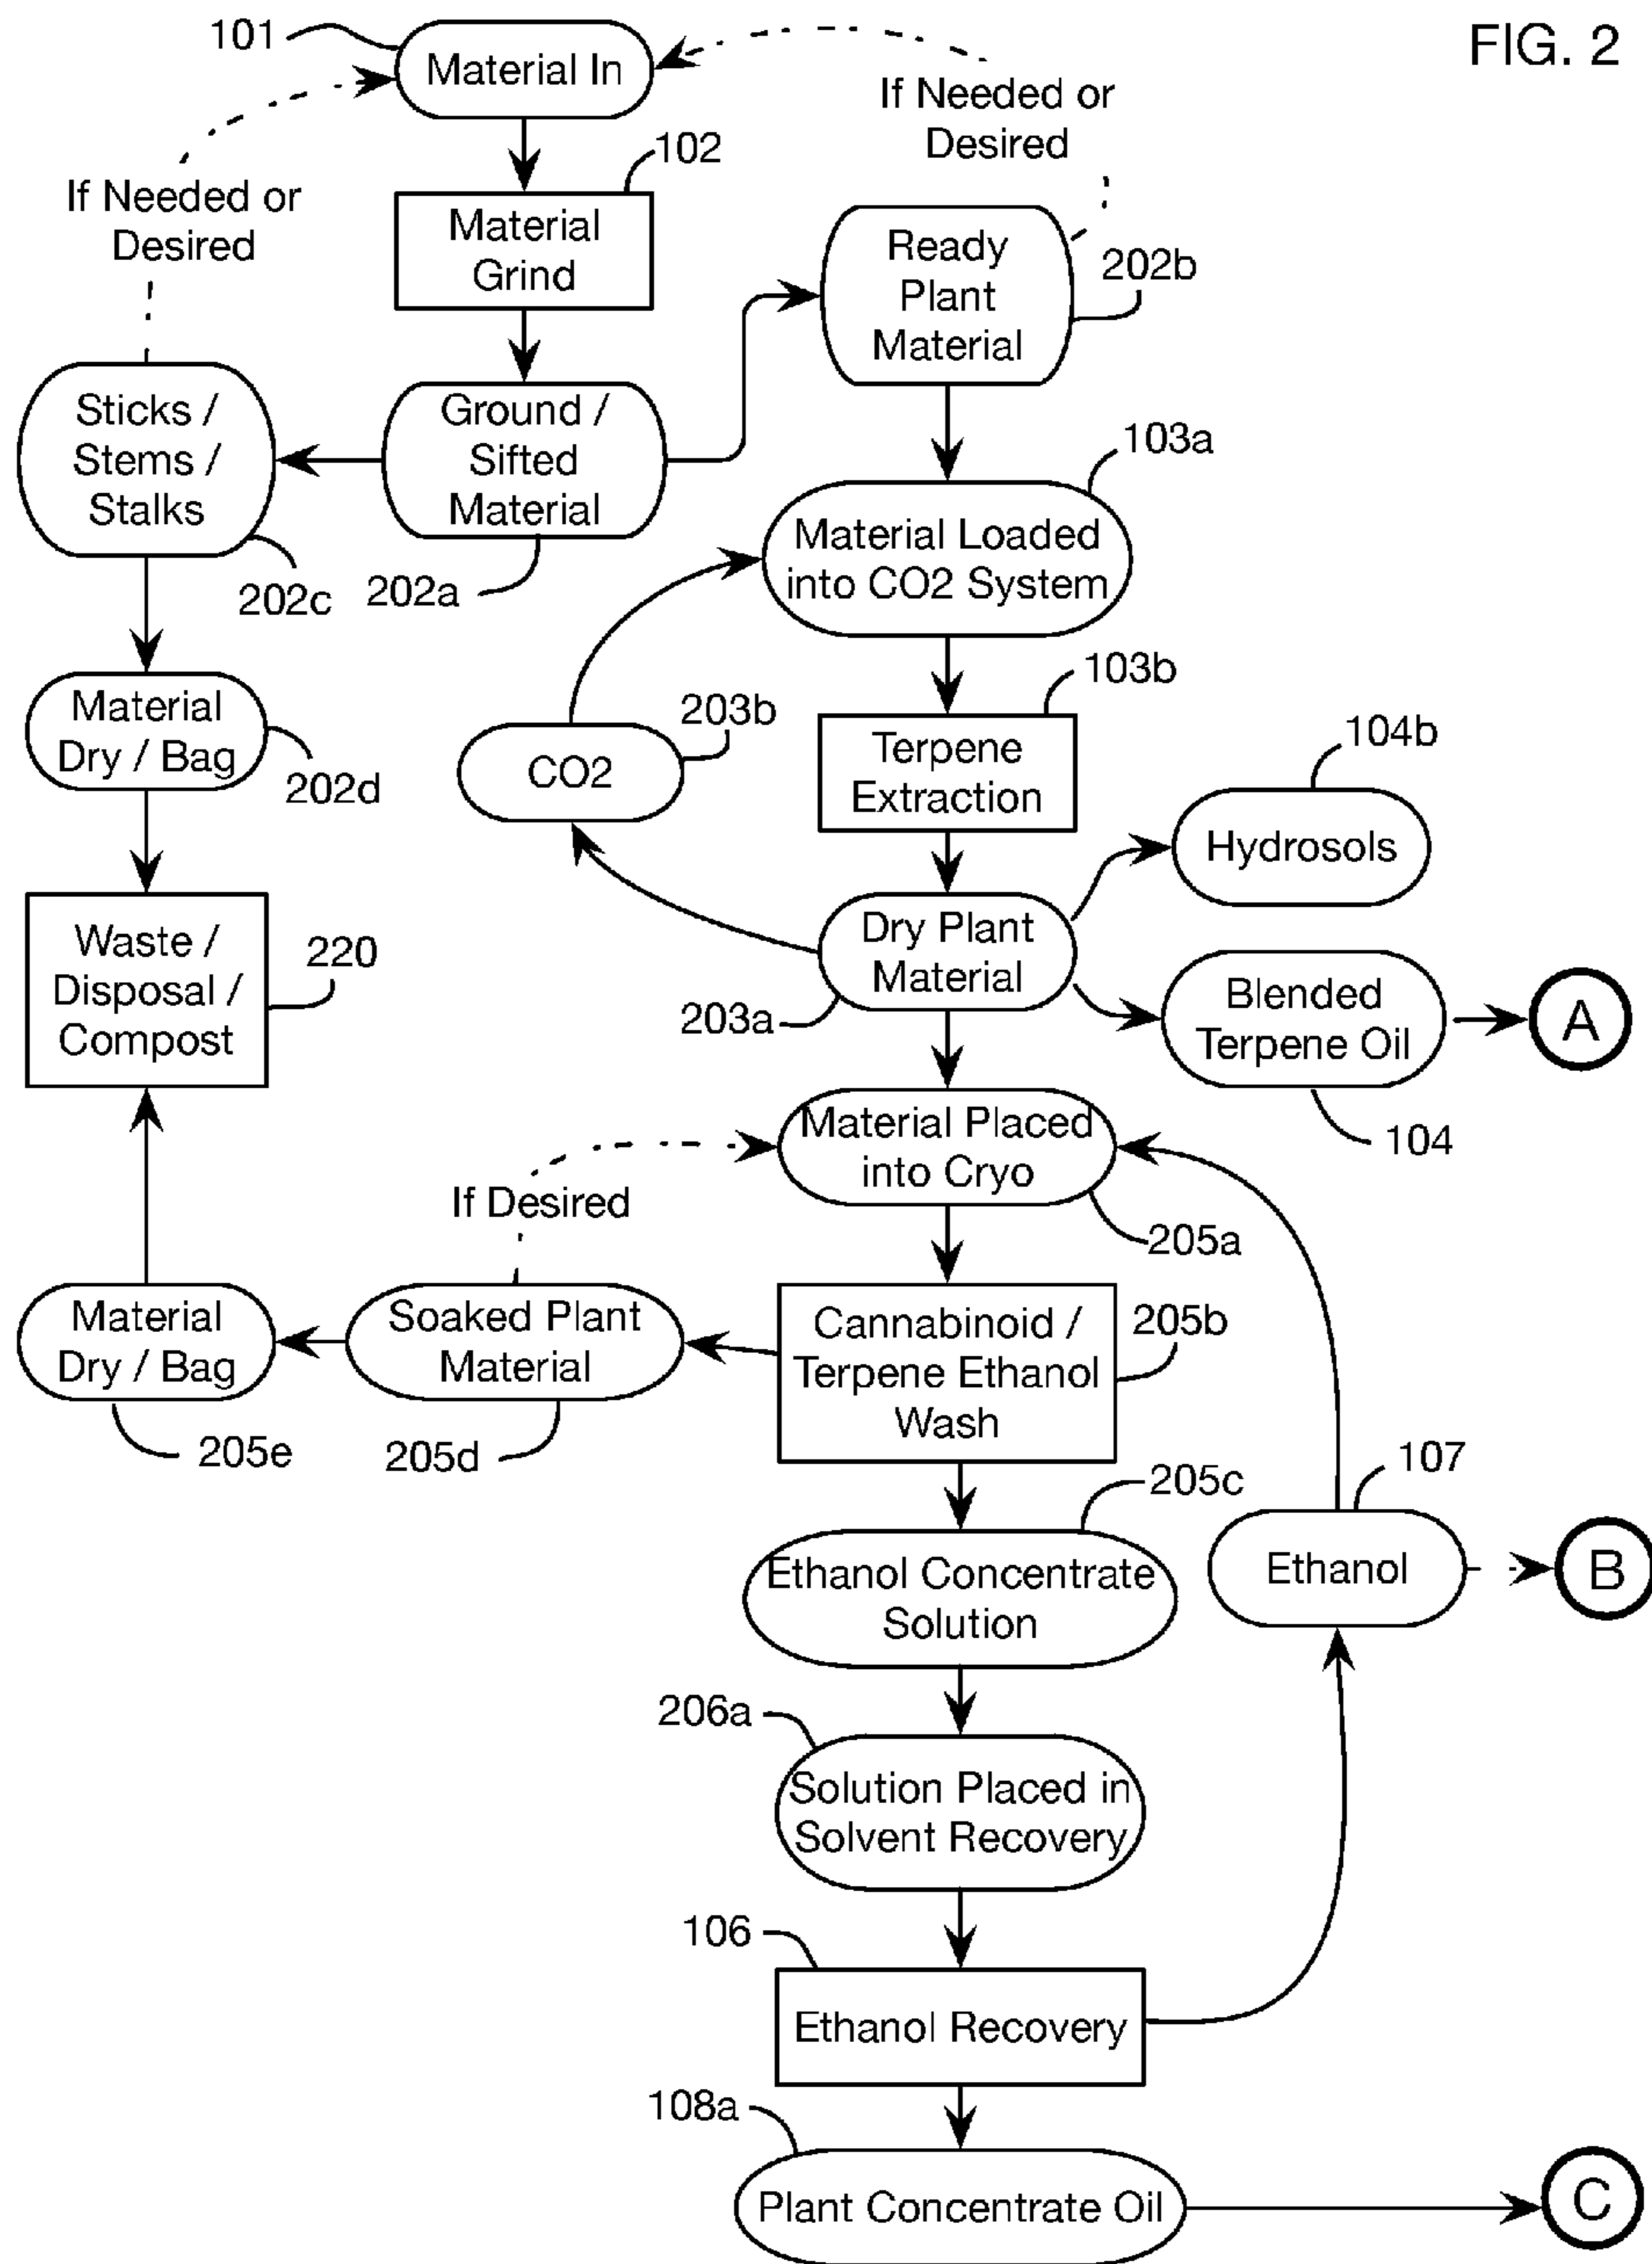 FIG. 2
101
Material In
If Needed or
Desired
102
If Needed or
Desired
Material
Grind
Ready
Plant
Material
202b
Sticks /
Stems /
Stalks
Ground /
Sifted
Material
103a
Material Loaded
into CO2 System
202c
202a
103b
Material
Dry / Bag
202d
203b
CO2
Terpene
Extraction
104b
Hydrosols
Waste /
Disposal /
Compost
220
Dry Plant
Material
203a
Blended
Terpene Oil
A
104
Material Placed
into Cryo
If Desired
205a
Material
Dry / Bag
Soaked Plant
Material
Cannabinoid /
Terpene Ethanol
Wash
205b
205e
205d
205c
107
Ethanol Concentrate
Solution
Ethanol
B
206a
Solution Placed in
Solvent Recovery
106
Ethanol Recovery
108a
Plant Concentrate Oil
C